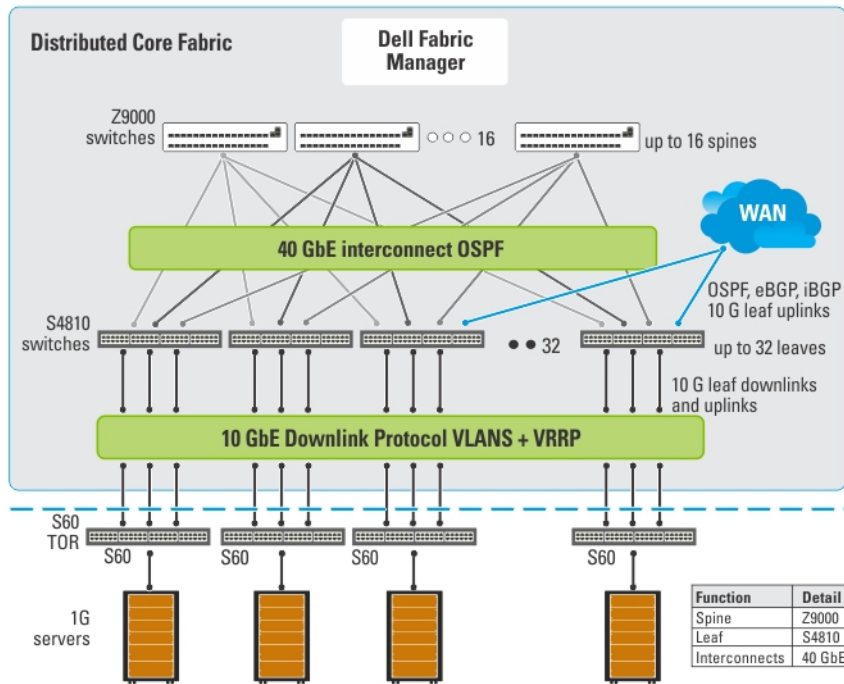 Distributed Core Fabric
Dell Fabric
Manager
Z9000
switches
16
up to 16 spines
WAN
40 GbE interconnect OSPF
OSPF, eBGP, iBGP
10 G leaf uplinks
S4810
switches
32
up to 32 leaves
10 G leaf downlinks
and uplinks
10 GbE Downlink Protocol VLANS + VRRP
S60
TOR
S60
S60
S60
S60
1G
servers
Function Detail
Spine Z9000
Leaf S4810
Interconnects 40 GbE